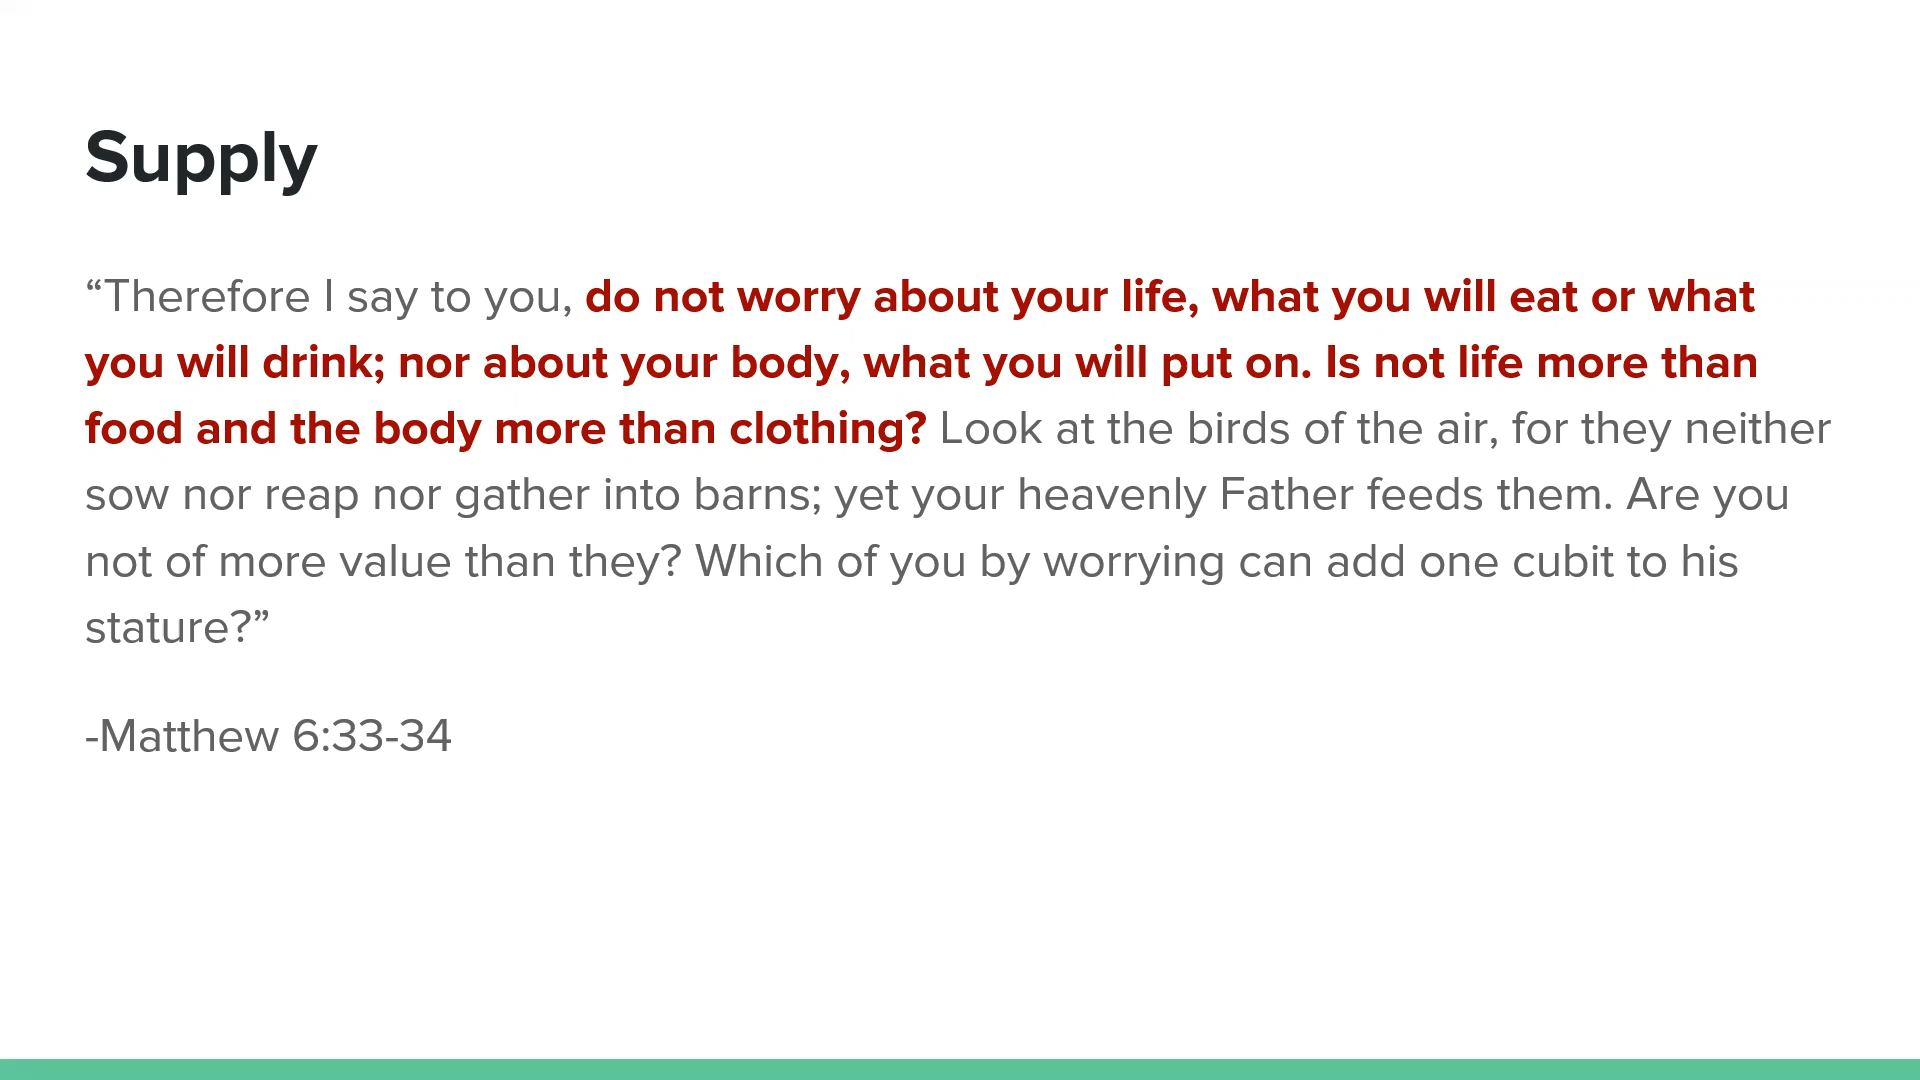 Supply
“Therefore I say to you, do not worry about your life, what you will eat or what
you will drink; nor about your body, what you will put on. Is not life more than
food and the body more than clothing? Look at the birds of the air, for they neither
sow nor reap nor gather into barns; yet your heavenly Father feeds them. Are you
not of more value than they? Which of you by worrying can add one cubit to his
stature?”
-Matthew 6:33-34